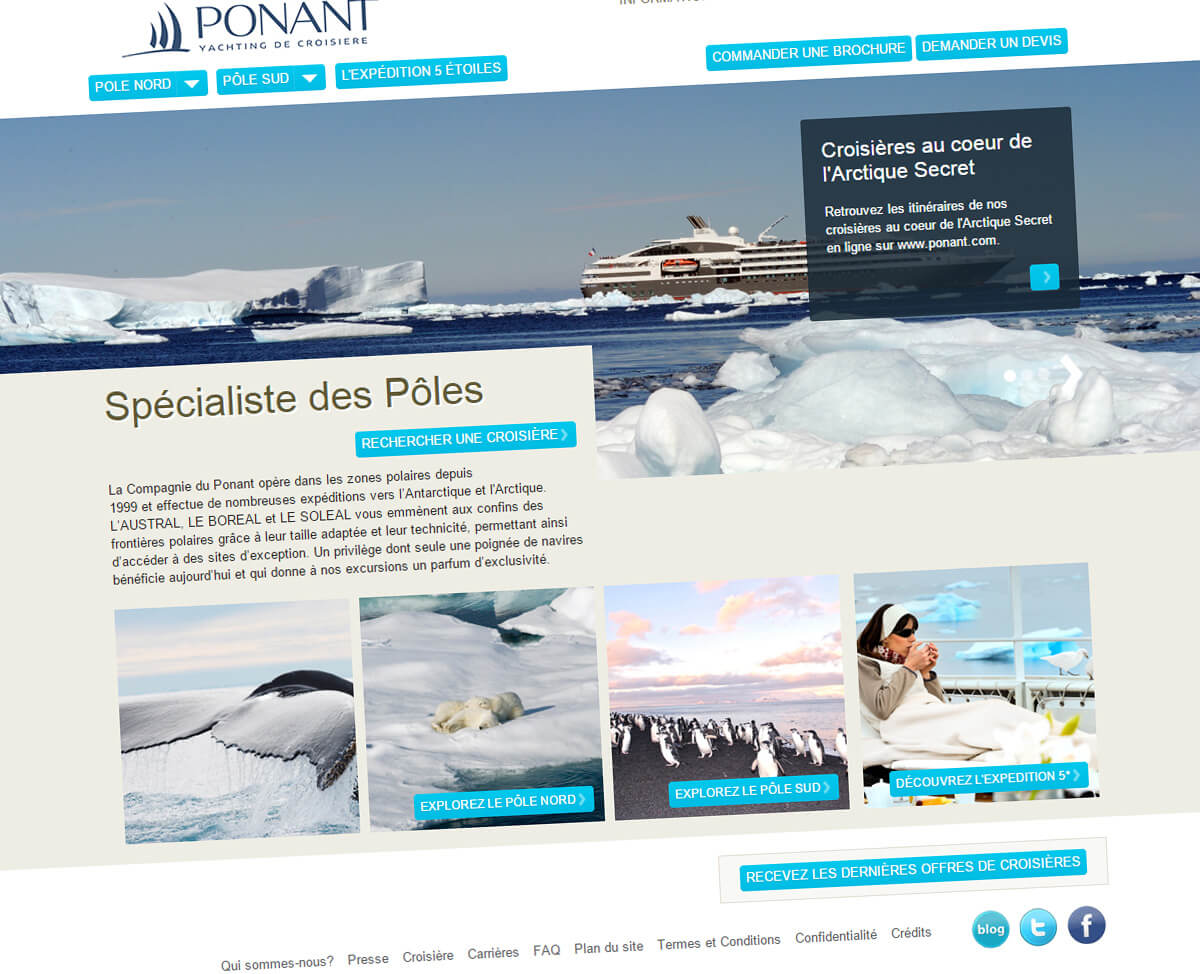 PONANT
YACHTING DE CROISIERE
POLE NORD
PÔLE SUD
L'EXPÉDITION 5 ÉTOILES
COMMANDER UNE BROCHURE
DEMANDER UN DEVIS
Croisières au coeur de
l'Arctique Secret
Retrouvez les itinéraires de nos
croisières au coeur de l'Arctique Secret
en ligne sur www.ponant.com.
Spécialiste des Pôles
RECHERCHER UNE CROISIÈRE
La Compagnie du Ponant opère dans les zones polaires depuis
1999 et effectue de nombreuses expéditions vers l'Antarctique et l'Arctique.
L'AUSTRAL, LE BOREAL et LE SOLEAL vous emmènent aux confins des
frontières polaires grâce à leur taille adaptée et leur technicité, permettant ainsi
d'accéder à des sites d'exception. Un privilège dont seule une poignée de navires
bénéficie aujourd'hui et qui donne à nos excursions un parfum d'exclusivité.
EXPLOREZ LE PÔLE NORD
EXPLOREZ LE PÔLE SUD
DÉCOUVREZ L'EXPEDITION 5*
RECEVEZ LES DERNIÈRES OFFRES DE CROISIÈRES
blog
Qui sommes-nous? Presse Croisière Carrières FAQ Plan du site Termes et Conditions Confidentialité Crédits